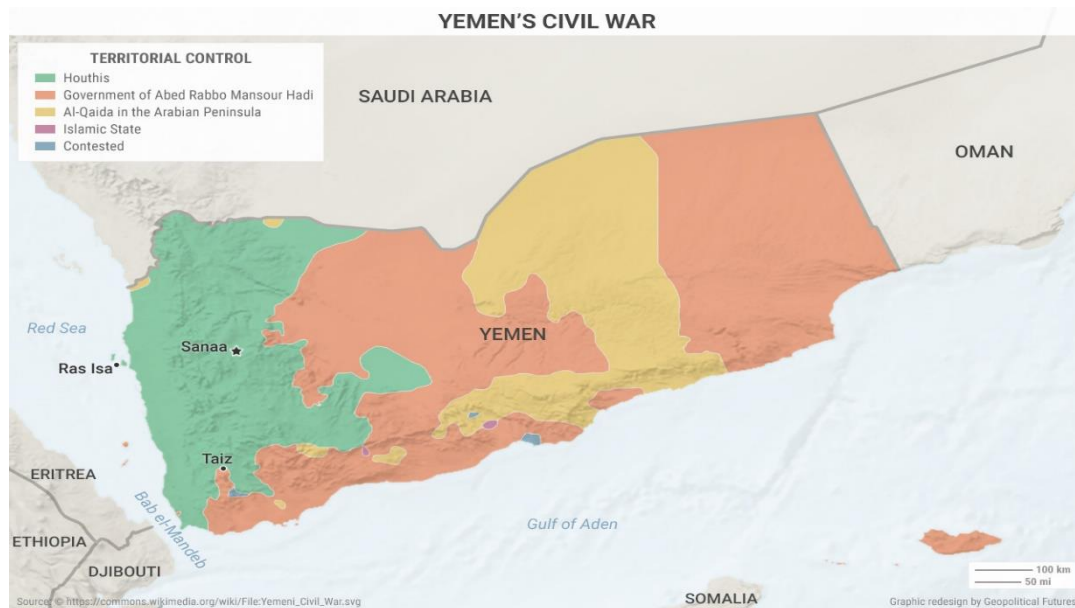 YEMEN'S CIVIL WAR
TERRITORIAL CONTROL
Houthis
Government of Abed Rabbo Mansour Hadi
Al-Qaida in the Arabian Peninsula
Islamic State
Contested
SAUDI ARABIA
OMAN
Red Sea
YEMEN
Sanaa
Ras Isa
Taiz
ERITREA
Bab el-Mandeb
Gulf of Aden
ETHIOPIA
DJIBOUTI
100 km
50 mi
SOMALIA
Source: © https://commons.wikimedia.org/wiki/File:Yemeni_Civil_War.svg
Graphic redesign by Geopolitical Futures